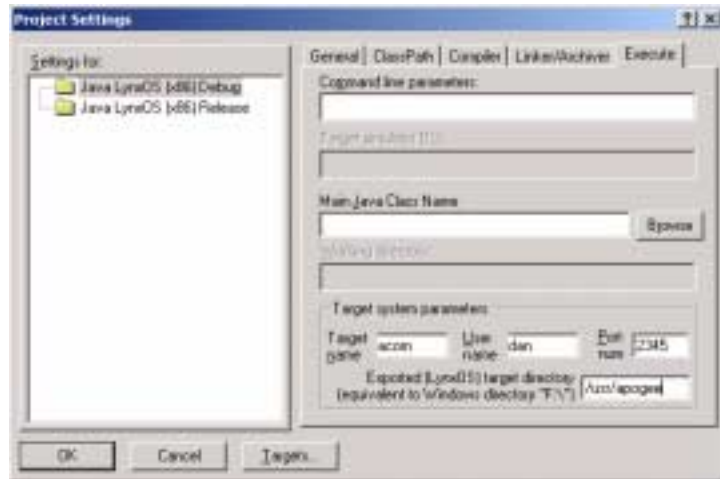 Project Settings
Settings for:
Java LynxOS (x86) Debug
Java LynxOS (x86) Release
General ClassPath Compiler Linker/Archiver Execute
Command line parameters:
Main Java Class Name
Browse
Working directory:
Target system parameters
Target name acorn User name dan Port num 2345
Exported (LynxOS) target directory
(equivalent to Windows directory "F:\") /usr/apogee
OK Cancel Targets...